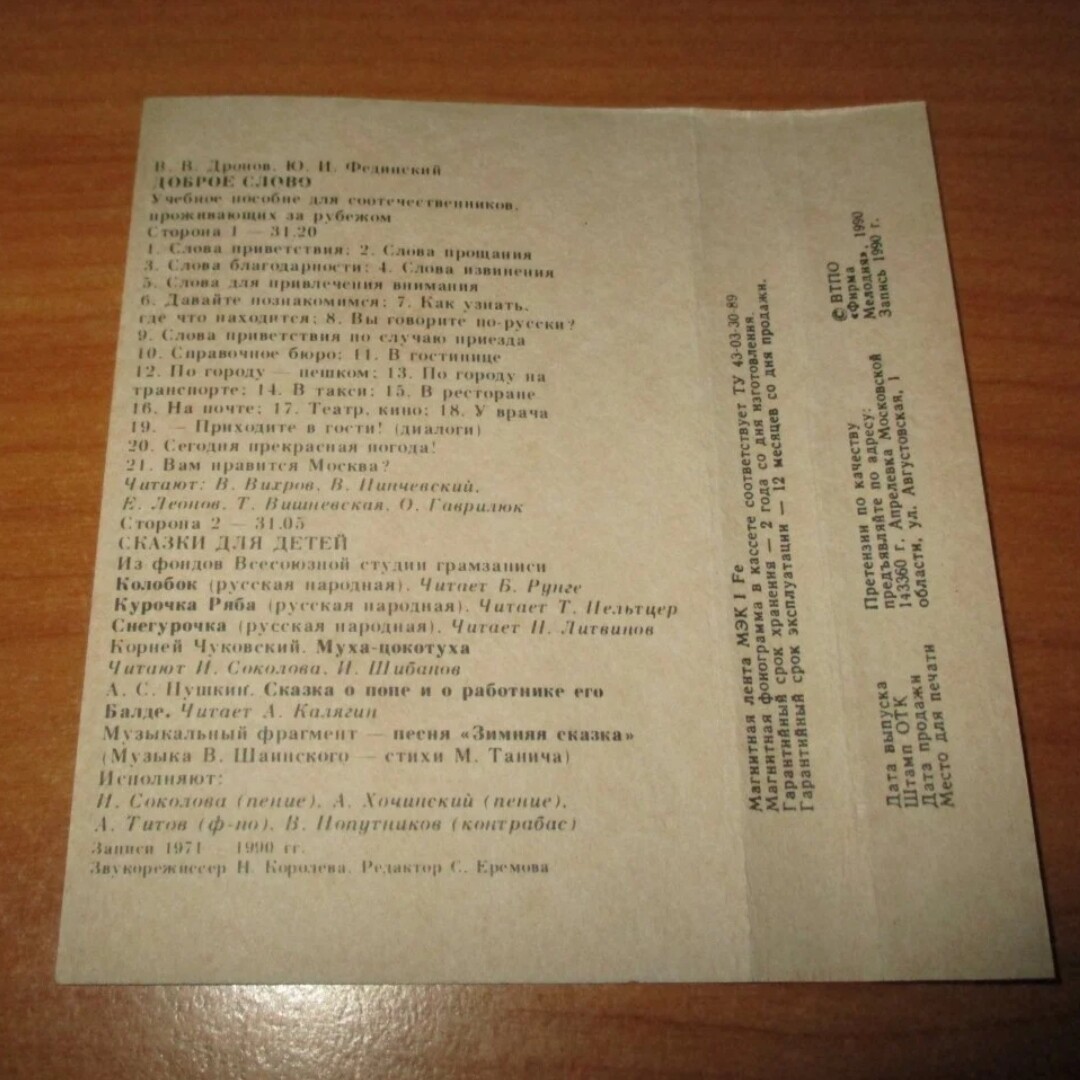 В. В. Дронов, Ю. И. Фединский
ДОБРОЕ СЛОВО
Учебное пособие для соотечественников,
проживающих за рубежом
Сторона 1 — 31.20
1. Слова приветствия; 2. Слова прощания
3. Слова благодарности; 4. Слова извинения
5. Слова для привлечения внимания
6. Давайте познакомимся; 7. Как узнать,
где что находится; 8. Вы говорите по-русски?
9. Слова приветствия по случаю приезда
10. Справочное бюро; 11. В гостинице
12. По городу — пешком; 13. По городу на
транспорте; 14. В такси; 15. В ресторане
16. На почте; 17. Театр, кино; 18. У врача
19. — Приходите в гости! (диалоги)
20. Сегодня прекрасная погода!
21. Вам нравится Москва?
Читают: В. Вихров, В. Пинчевский,
Е. Леонов, Т. Вишневская, О. Гаврилюк
Сторона 2 — 31.05
СКАЗКИ ДЛЯ ДЕТЕЙ
Из фондов Всесоюзной студии грамзаписи
Колобок (русская народная). Читает Б. Рунге
Курочка Ряба (русская народная). Читает Т. Пельтцер
Снегурочка (русская народная). Читает Н. Литвинов
Корней Чуковский. Муха-цокотуха
Читают Н. Соколова, И. Шибанов
А. С. Пушкин. Сказка о попе и о работнике его
Балде. Читает А. Калягин
Музыкальный фрагмент — песня «Зимняя сказка»
(Музыка В. Шаинского — стихи М. Танича)
Исполняют:
Н. Соколова (пение), А. Хочинский (пение),
А. Титов (ф-но), В. Попутников (контрабас)
Записи 1971 — 1990 гг.
Звукорежиссер Н. Королева. Редактор С. Еремова
Магнитная лента МЭК I Fe
Магнитная фонограмма в кассете соответствует ТУ 43-03-30-89
Гарантийный срок хранения — 2 года со дня изготовления.
Гарантийный срок эксплуатации — 12 месяцев со дня продажи.
© ВТПО
«Фирма
Мелодия», 1990
Запись 1990 г.
Претензии по качеству
предъявляйте по адресу:
143360 г. Апрелевка Московской
области, ул. Августовская, 1
Дата выпуска
Штамп ОТК
Дата продажи
Место для печати